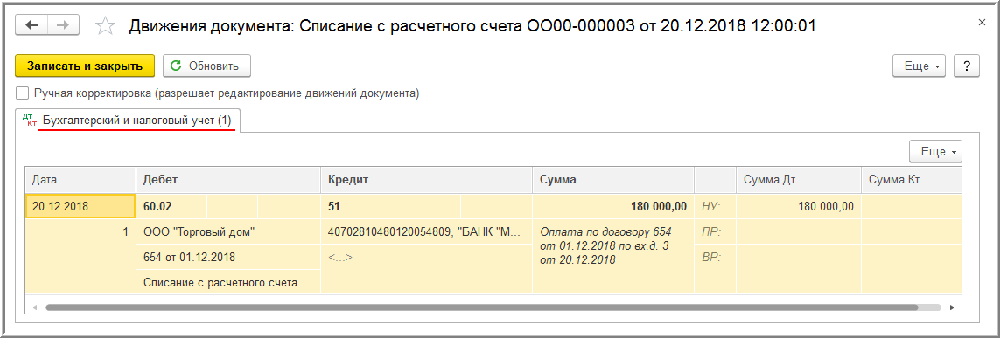 Движения документа: Списание с расчетного счета ОО00-000003 от 20.12.2018 12:00:01
Записать и закрыть
Обновить
Еще
?
Ручная корректировка (разрешает редактирование движений документа)
Дт Кт Бухгалтерский и налоговый учет (1)
Еще
Дата Дебет Кредит Сумма Сумма Дт Сумма Кт
20.12.2018 60.02 51 180 000,00 НУ: 180 000,00
1 ООО "Торговый дом" 40702810480120054809, "БАНК "М... Оплата по договору 654 ПР:
от 01.12.2018 по вх.д. 3
654 от 01.12.2018 <...> от 20.12.2018 ВР:
Списание с расчетного счета ...